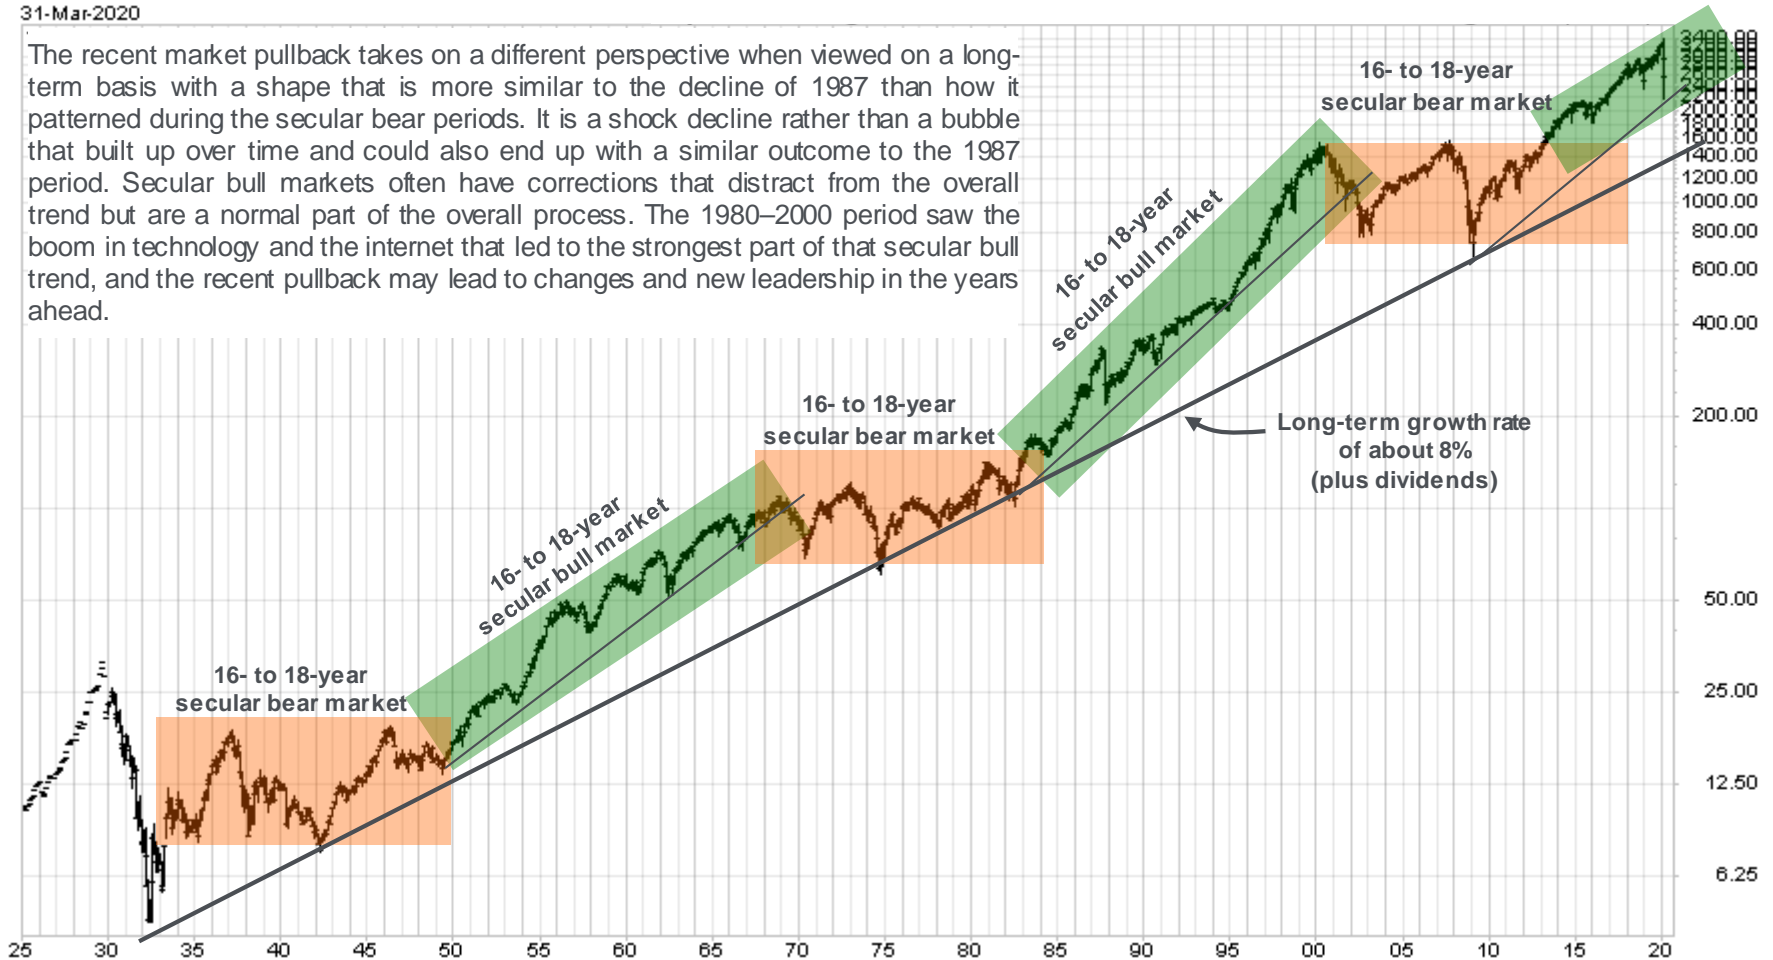 31-Mar-2020
The recent market pullback takes on a different perspective when viewed on a long-
term basis with a shape that is more similar to the decline of 1987 than how it
patterned during the secular bear periods. It is a shock decline rather than a bubble
that built up over time and could also end up with a similar outcome to the 1987
period. Secular bull markets often have corrections that distract from the overall
trend but are a normal part of the overall process. The 1980–2000 period saw the
boom in technology and the internet that led to the strongest part of that secular bull
trend, and the recent pullback may lead to changes and new leadership in the years
ahead.
16- to 18-year
secular bear market
16- to 18-year
secular bull market
16- to 18-year
secular bear market
16- to 18-year
secular bull market
16- to 18-year
secular bear market
Long-term growth rate
of about 8%
(plus dividends)
3400.00
1600.00
1400.00
1200.00
1000.00
800.00
600.00
400.00
200.00
50.00
25.00
12.50
6.25
25 30 35 40 45 50 55 60 65 70 75 80 85 90 95 00 05 10 15 20